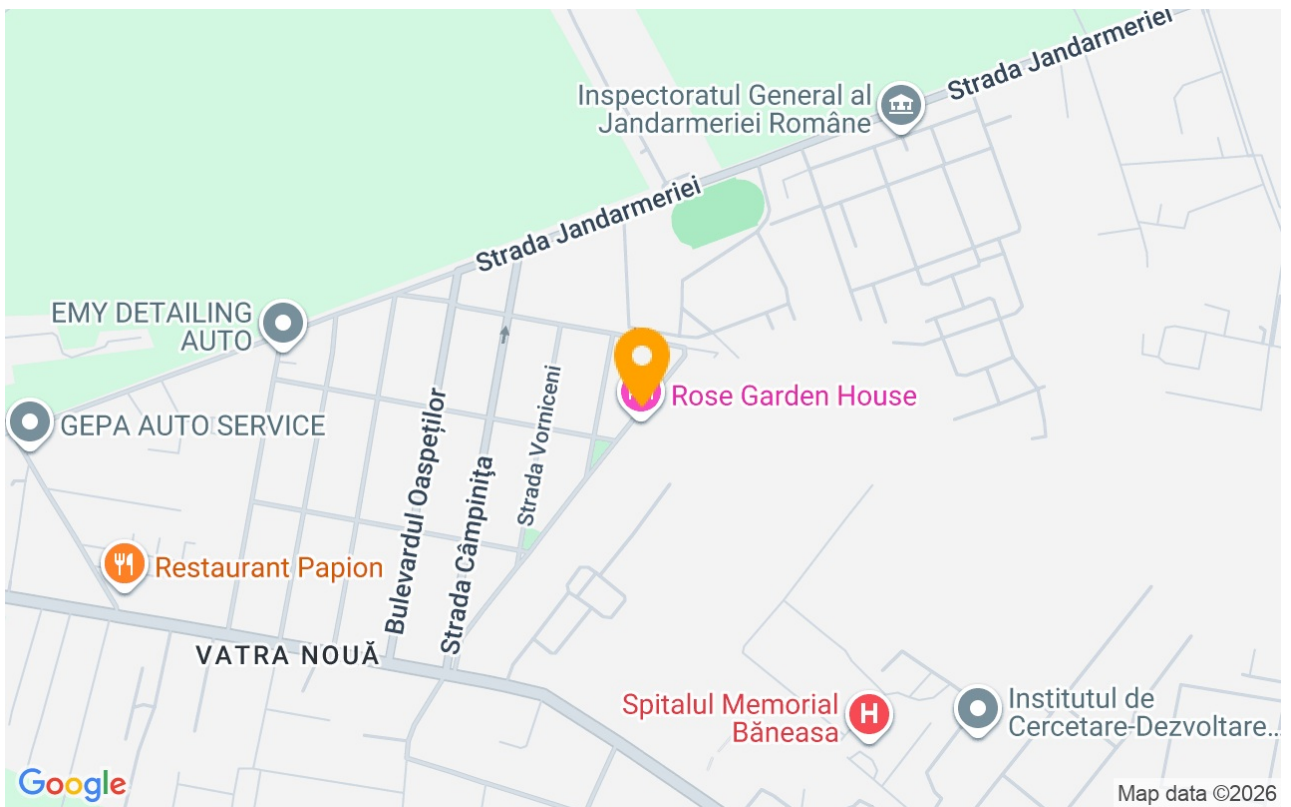 Strada Jandarmeriei
Inspectoratul General al
Jandarmeriei Române
Strada Jandarmeriei
EMY DETAILING
AUTO
Rose Garden House
GEPA AUTO SERVICE
Bulevardul Oaspeților
Strada Câmpinița
Strada Vorniceni
Restaurant Papion
VATRA NOUĂ
Spitalul Memorial
Băneasa
H
Institutul de
Cercetare-Dezvoltare...
Google
Map data ©2026